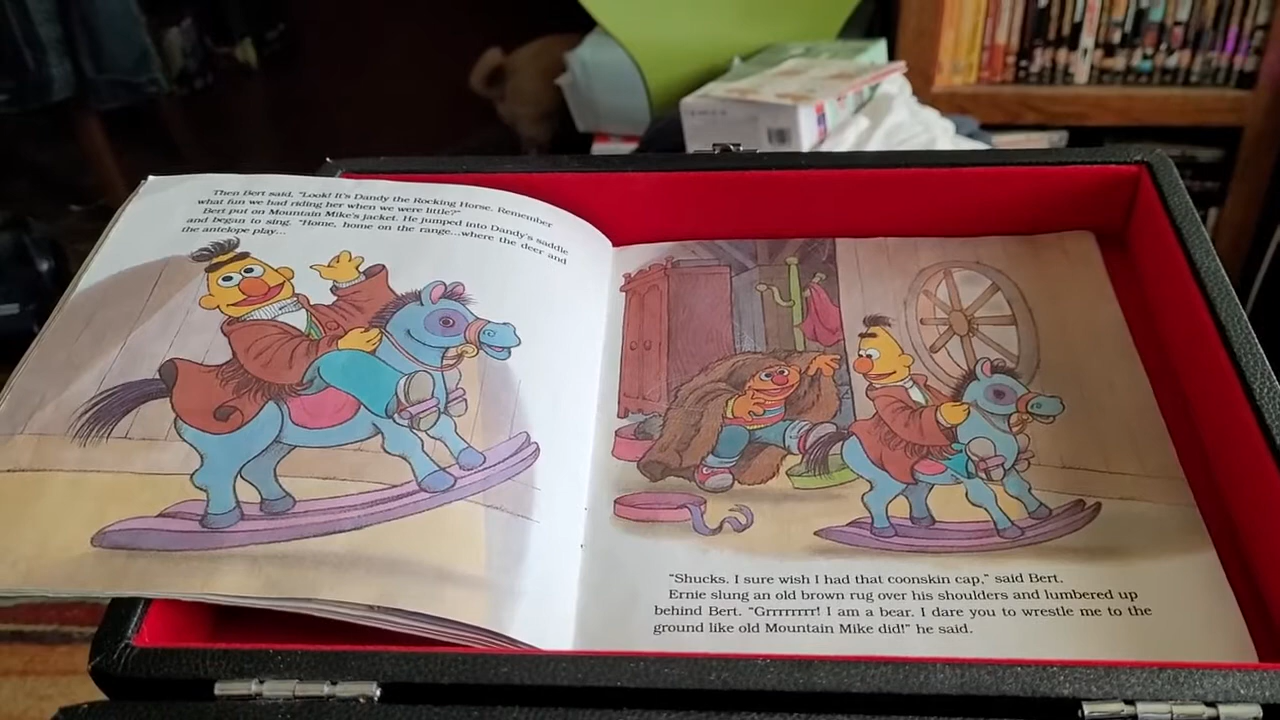 Then Bert said, "Look! It's Dandy the Rocking Horse. Remember
what fun we had riding her when we were little?"
Bert put on Mountain Mike's jacket. He jumped into Dandy's saddle
and began to sing. "Home, home on the range...where the deer and
the antelope play...
"Shucks. I sure wish I had that coonskin cap," said Bert.
Ernie slung an old brown rug over his shoulders and lumbered up
behind Bert. "Grrrrrrrr! I am a bear. I dare you to wrestle me to the
ground like old Mountain Mike did!" he said.